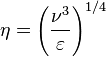 η = (ν³/ε)^{1/4}